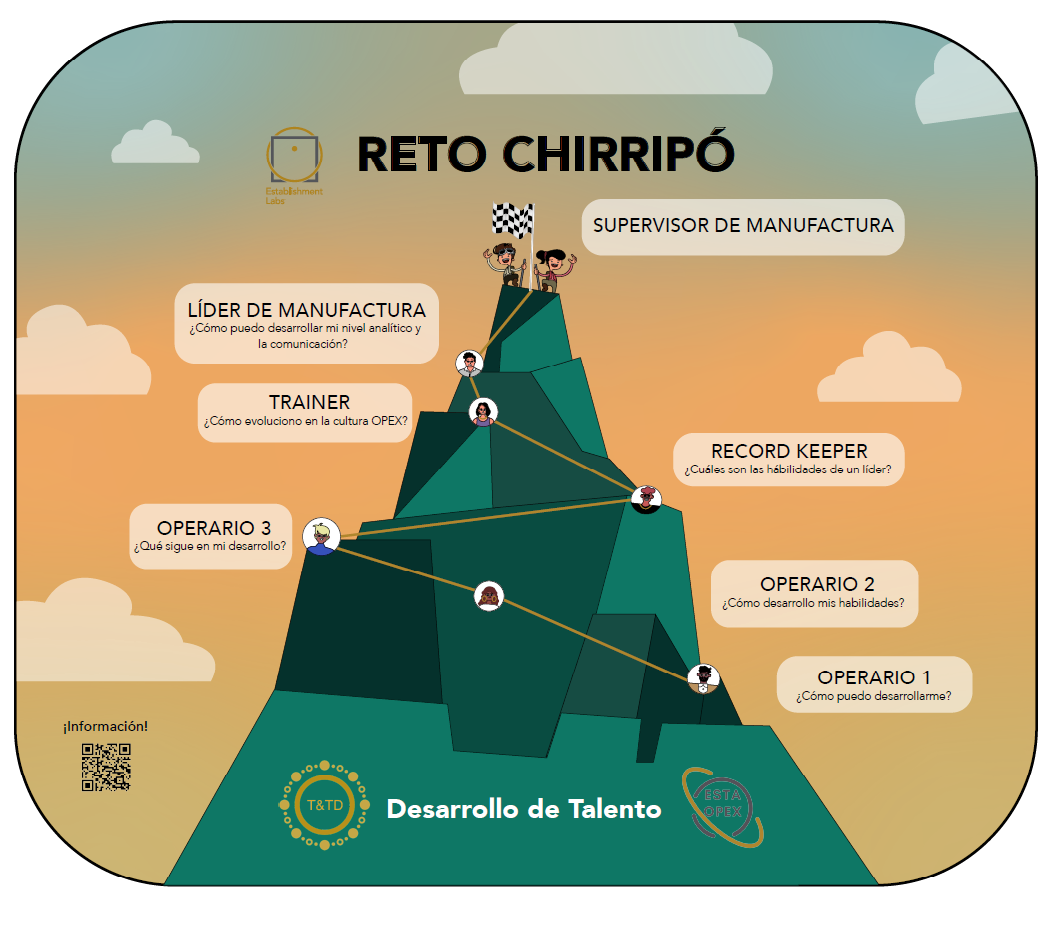 RETO CHIRRIPÓ
Establishment
Labs
SUPERVISOR DE MANUFACTURA
LÍDER DE MANUFACTURA
¿Cómo puedo desarrollar mi nivel analítico y
la comunicación?
TRAINER
¿Cómo evoluciono en la cultura OPEX?
RECORD KEEPER
¿Cuáles son las hábilidades de un líder?
OPERARIO 3
¿Qué sigue en mi desarrollo?
OPERARIO 2
¿Cómo desarrollo mis habilidades?
OPERARIO 1
¿Cómo puedo desarrollarme?
¡Información!
T&TD
Desarrollo de Talento
ESTA
OPEX